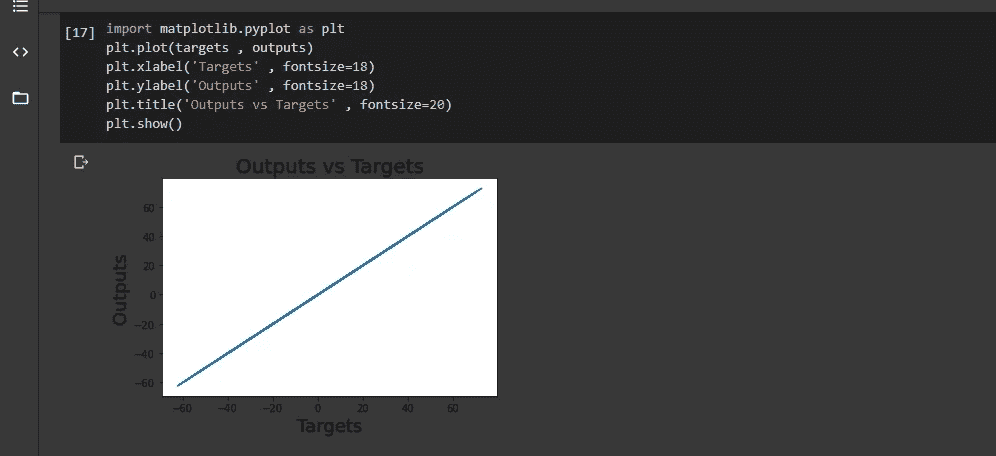 [17] import matplotlib.pyplot as plt
plt.plot(targets , outputs)
plt.xlabel('Targets' , fontsize=18)
plt.ylabel('Outputs' , fontsize=18)
plt.title('Outputs vs Targets' , fontsize=20)
plt.show()
Outputs vs Targets
Outputs
60
40
20
0
−20
−40
−60
−60 −40 −20 0 20 40 60
Targets